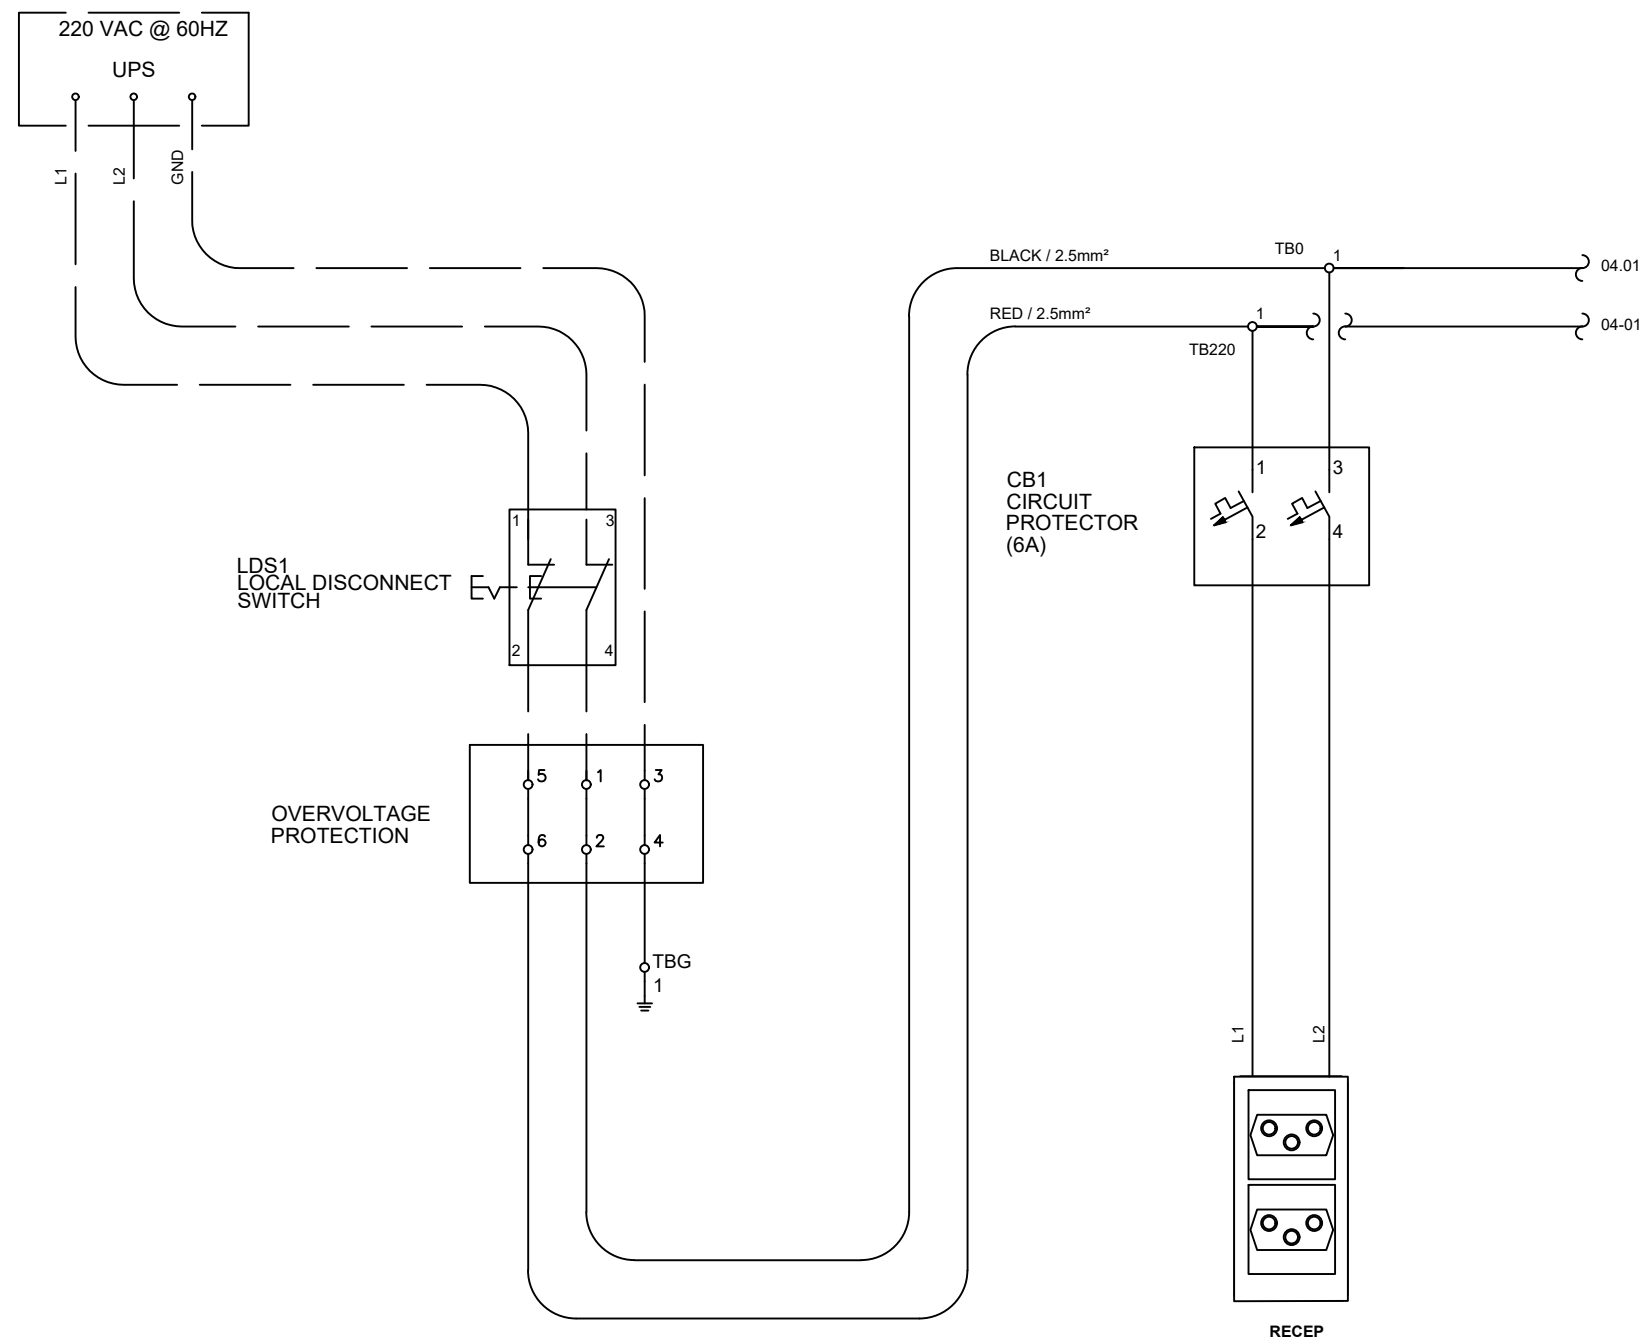 220 VAC @ 60HZ
UPS
L1
L2
GND
BLACK / 2.5mm²
TB0
1
04.01
RED / 2.5mm²
1
04-01
TB220
CB1
CIRCUIT
PROTECTOR
(6A)
1
3
2
4
LDS1
LOCAL DISCONNECT
SWITCH
1
3
2
4
OVERVOLTAGE
PROTECTION
5
1
3
6
2
4
TBG
1
L1
L2
RECEP